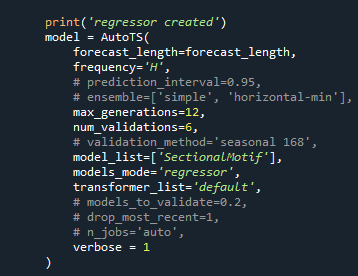 print('regressor created')
model = AutoTS(
forecast_length=forecast_length,
frequency='H',
# prediction_interval=0.95,
# ensemble=['simple', 'horizontal-min'],
max_generations=12,
num_validations=6,
# validation_method='seasonal 168',
model_list=['SectionalMotif'],
models_mode='regressor',
transformer_list='default',
# models_to_validate=0.2,
# drop_most_recent=1,
# n_jobs='auto',
verbose = 1
)